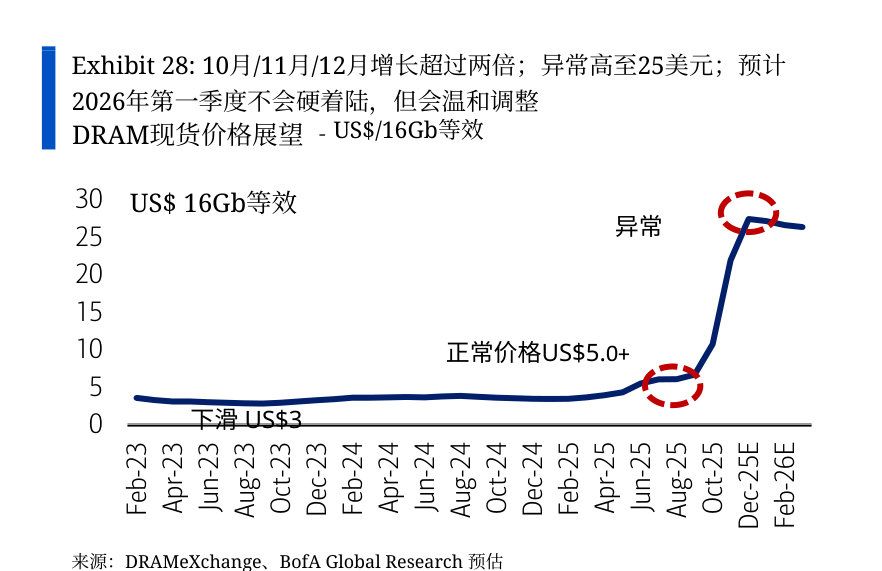 Exhibit 28: 10月/11月/12月增长超过两倍；异常高至25美元；预计
2026年第一季度不会硬着陆，但会温和调整
DRAM现货价格展望 - US$/16Gb等效
US$ 16Gb等效
30
25
20
15
10
5
0
异常
正常价格US$5.0+
下滑 US$3
Feb-23
Apr-23
Jun-23
Aug-23
Oct-23
Dec-23
Feb-24
Apr-24
Jun-24
Aug-24
Oct-24
Dec-24
Feb-25
Apr-25
Jun-25
Aug-25
Oct-25
Dec-25E
Feb-26E
来源：DRAMeXchange、BofA Global Research 预估